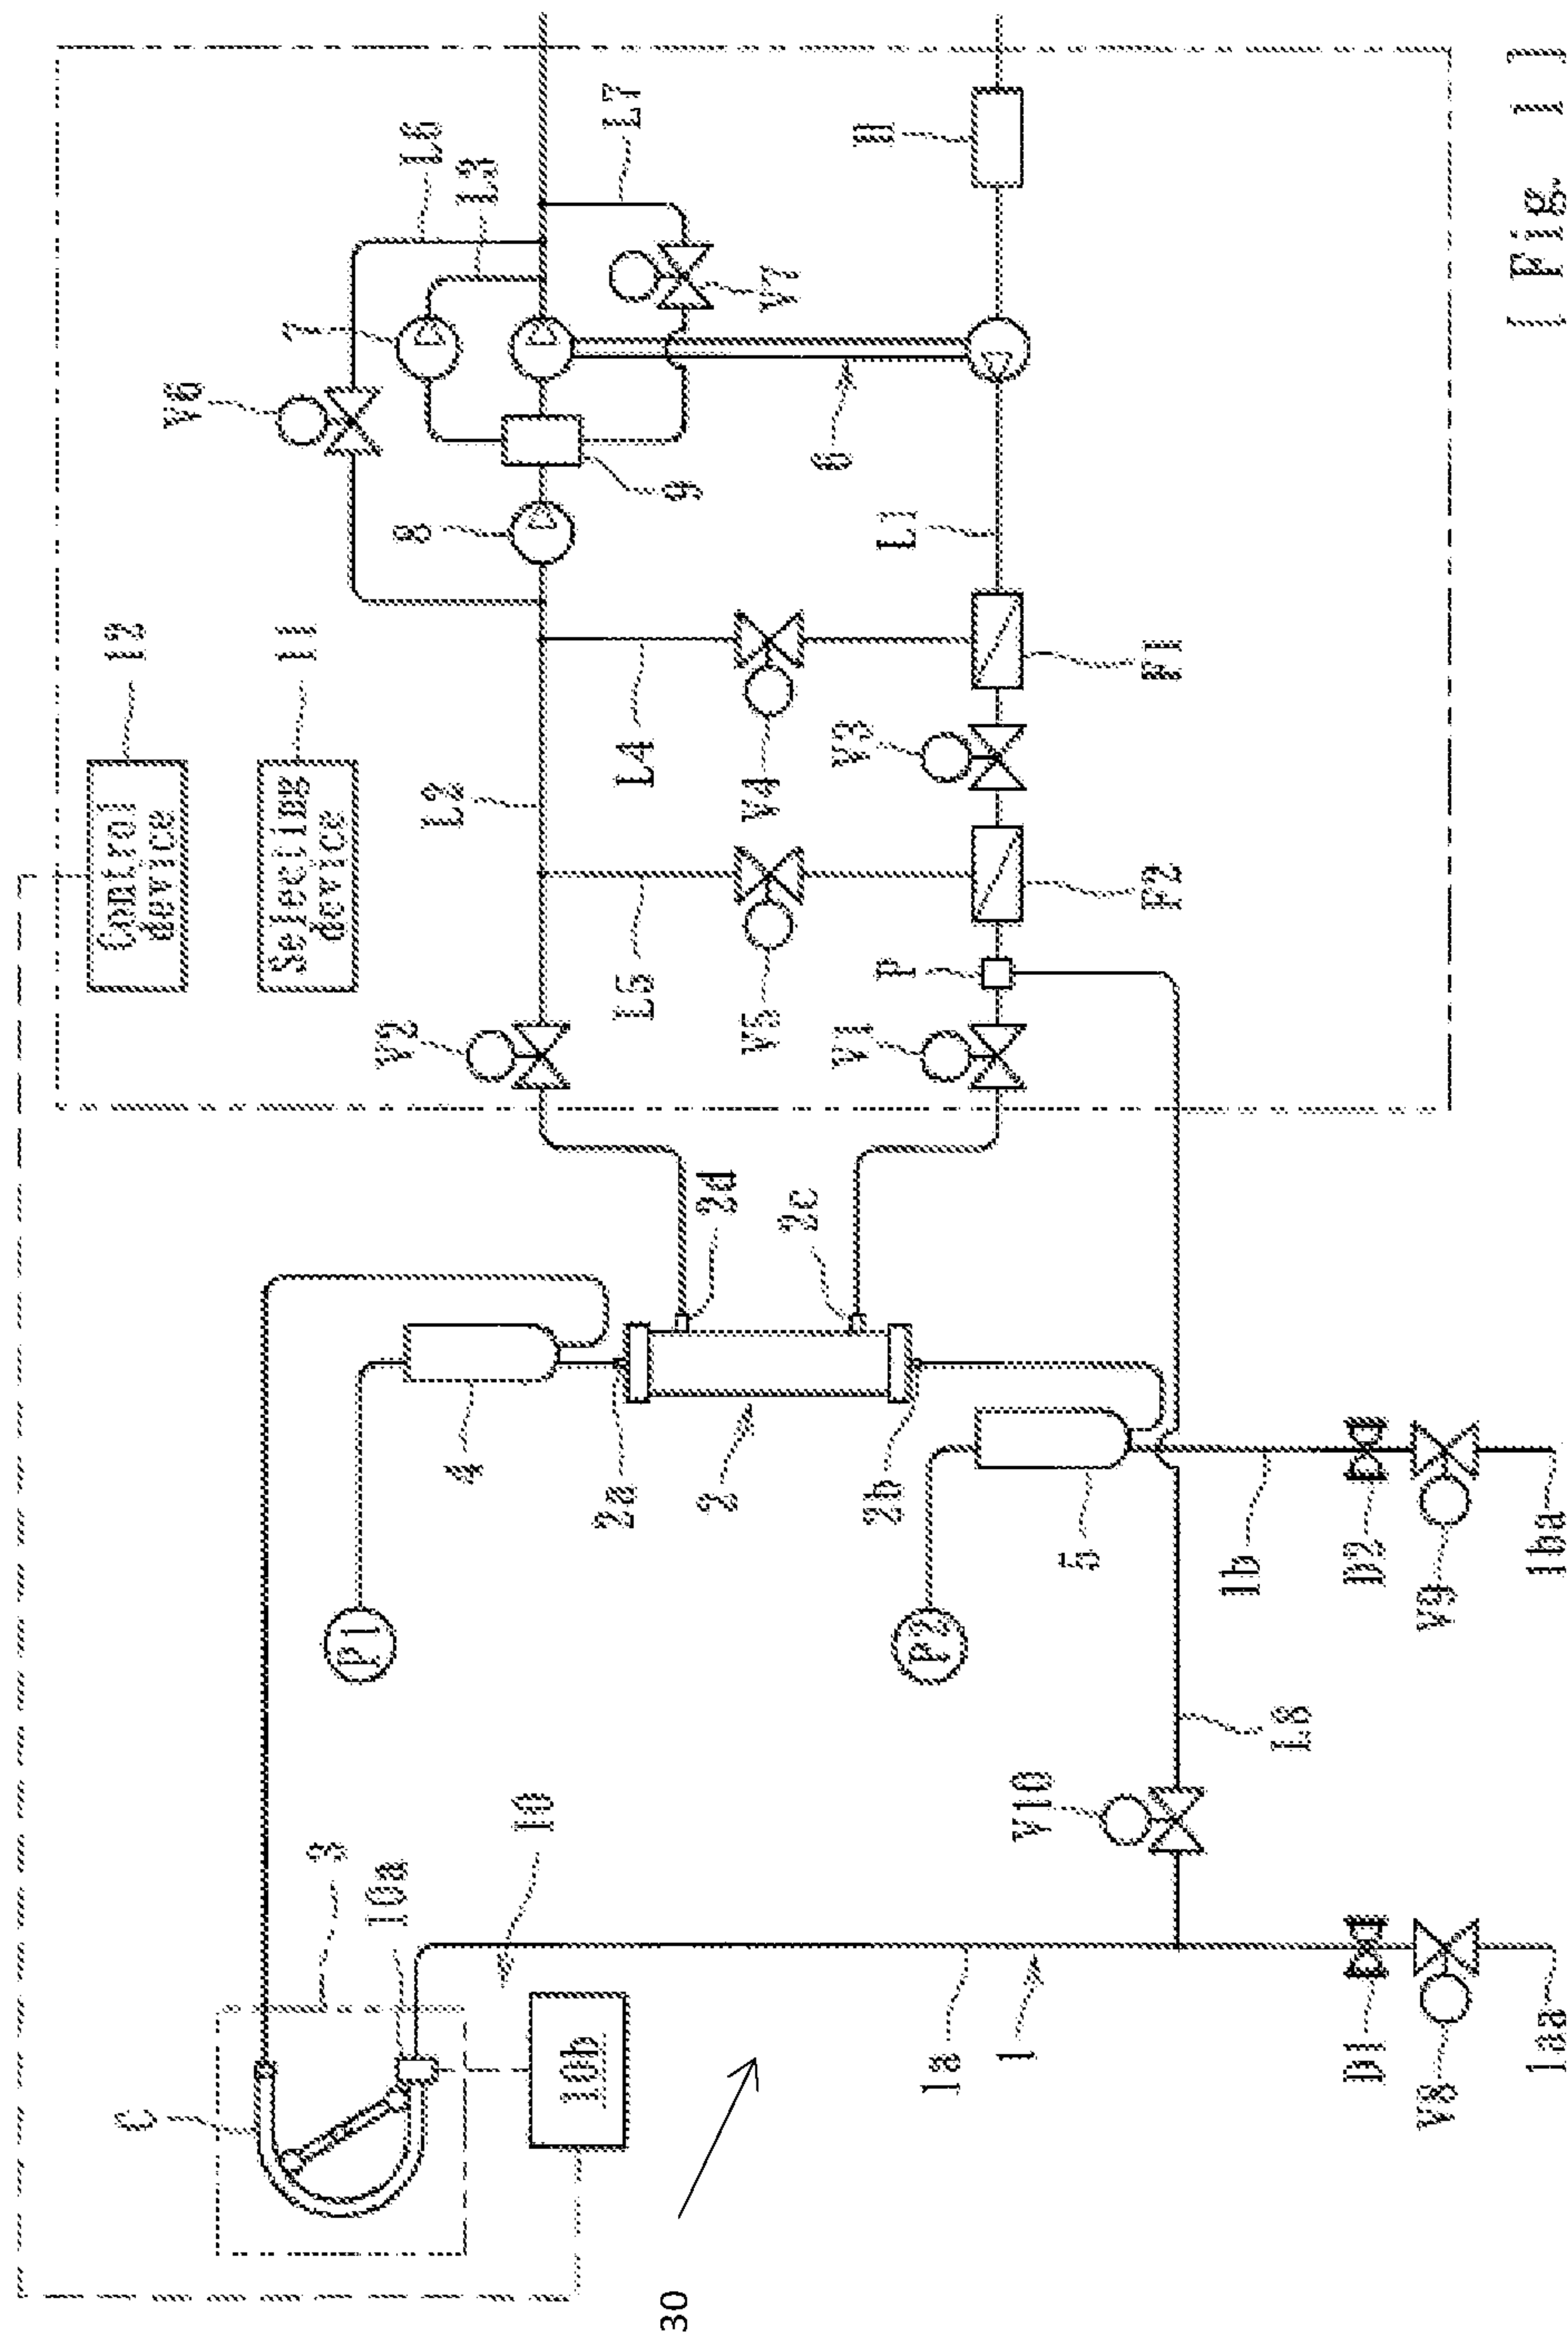 [Fig. 1]
12
Control
device
11
Selecting
device
V6
L6
7
L3
8
9
L7
V7
6
V2
L2
L5
L4
V5
V4
V1
P
V3
L1
F2
F1
H
2d
2c
4
2a
2
2b
5
P1
P2
1b
D2
V9
1ba
3
C
10a
10
10b
V10
L8
1a
1
D1
V8
1aa
30